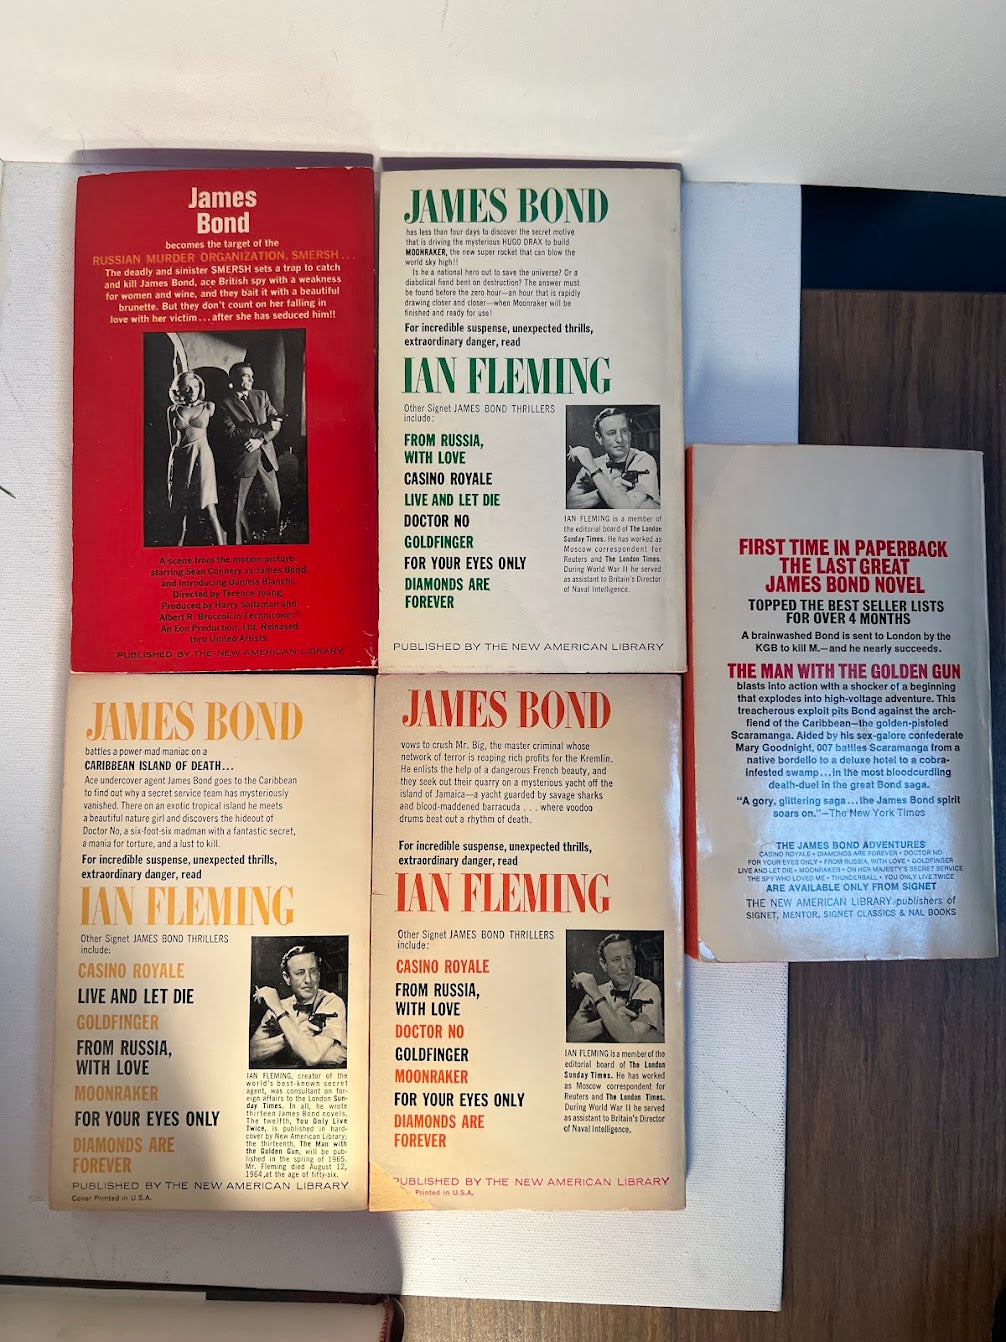 James
Bond
becomes the target of the
RUSSIAN MURDER ORGANIZATION, SMERSH...
The deadly and sinister SMERSH sets a trap to catch
and kill James Bond, ace British spy with a weakness
for women and wine, and they bait it with a beautiful
brunette. But they don't count on her falling in
love with her victim...after she has seduced him!!
A scene from the motion picture,
starring Sean Connery as James Bond
and introducing Daniela Bianchi.
Directed by Terence Young.
Produced by Harry Saltzman and
Albert R. Broccoli in Technicolor.®
An Eon Production, Ltd. Released
thru United Artists.
PUBLISHED BY THE NEW AMERICAN LIBRARY
JAMES BOND
has less than four days to discover the secret motive
that is driving the mysterious HUGO DRAX to build
MOONRAKER, the new super rocket that can blow the
world sky high!!
Is he a national hero out to save the universe? Or a
diabolical fiend bent on destruction? The answer must
be found before the zero hour—an hour that is rapidly
drawing closer and closer—when Moonraker will be
finished and ready for use!
For incredible suspense, unexpected thrills,
extraordinary danger, read
IAN FLEMING
Other Signet JAMES BOND THRILLERS
include:
FROM RUSSIA,
WITH LOVE
CASINO ROYALE
LIVE AND LET DIE
DOCTOR NO
GOLDFINGER
FOR YOUR EYES ONLY
DIAMONDS ARE
FOREVER
IAN FLEMING is a member of
the editorial board of The London
Sunday Times. He has worked as
Moscow correspondent for
Reuters and The London Times.
During World War II he served
as assistant to Britain's Director
of Naval Intelligence.
PUBLISHED BY THE NEW AMERICAN LIBRARY
JAMES BOND
battles a power-mad maniac on a
CARIBBEAN ISLAND OF DEATH...
Ace undercover agent James Bond goes to the Caribbean
to find out why a secret service team has mysteriously
vanished. There on an exotic tropical island he meets
a beautiful nature girl and discovers the hideout of
Doctor No, a six-foot-six madman with a fantastic secret,
a mania for torture, and a lust to kill.
For incredible suspense, unexpected thrills,
extraordinary danger, read
IAN FLEMING
Other Signet JAMES BOND THRILLERS
include:
CASINO ROYALE
LIVE AND LET DIE
GOLDFINGER
FROM RUSSIA,
WITH LOVE
MOONRAKER
FOR YOUR EYES ONLY
DIAMONDS ARE
FOREVER
IAN FLEMING, creator of the
world's best-known secret
agent, was consultant on for-
eign affairs to the London Sun-
day Times. In all, he wrote
thirteen James Bond novels.
The twelfth, You Only Live
Twice, is published in hard-
cover by New American Library;
the thirteenth, The Man with
the Golden Gun, will be pub-
lished in the spring of 1965.
Mr. Fleming died August 12,
1964,at the age of fifty-six.
PUBLISHED BY THE NEW AMERICAN LIBRARY
Cover Printed in U.S.A.
JAMES BOND
vows to crush Mr. Big, the master criminal whose
network of terror is reaping rich profits for the Kremlin.
He enlists the help of a dangerous French beauty, and
they seek out their quarry on a mysterious yacht off the
island of Jamaica—a yacht guarded by savage sharks
and blood-maddened barracuda . . . where voodoo
drums beat out a rhythm of death.
For incredible suspense, unexpected thrills,
extraordinary danger, read
IAN FLEMING
Other Signet JAMES BOND THRILLERS
include:
CASINO ROYALE
FROM RUSSIA,
WITH LOVE
DOCTOR NO
GOLDFINGER
MOONRAKER
FOR YOUR EYES ONLY
DIAMONDS ARE
FOREVER
IAN FLEMING is a member of the
editorial board of The London
Sunday Times. He has worked
as Moscow correspondent for
Reuters and The London Times.
During World War II he served
as assistant to Britain's Director
of Naval Intelligence.
PUBLISHED BY THE NEW AMERICAN LIBRARY
Printed in U.S.A.
FIRST TIME IN PAPERBACK
THE LAST GREAT
JAMES BOND NOVEL
TOPPED THE BEST SELLER LISTS
FOR OVER 4 MONTHS
A brainwashed Bond is sent to London by the
KGB to kill M.—and he nearly succeeds.
THE MAN WITH THE GOLDEN GUN
blasts into action with a shocker of a beginning
that explodes into high-voltage adventure. This
treacherous exploit pits Bond against the arch-
fiend of the Caribbean—the golden-pistoled
Scaramanga. Aided by his sex-galore confederate
Mary Goodnight, 007 battles Scaramanga from a
native bordello to a deluxe hotel to a cobra-
infested swamp...in the most bloodcurdling
death-duel in the great Bond saga.
"A gory, glittering saga...the James Bond spirit
soars on."—The New York Times
THE JAMES BOND ADVENTURES
CASINO ROYALE • DIAMONDS ARE FOREVER • DOCTOR NO
FOR YOUR EYES ONLY • FROM RUSSIA, WITH LOVE • GOLDFINGER
LIVE AND LET DIE • MOONRAKER • ON HER MAJESTY'S SECRET SERVICE
THE SPY WHO LOVED ME • THUNDERBALL • YOU ONLY LIVE TWICE
ARE AVAILABLE ONLY FROM SIGNET
THE NEW AMERICAN LIBRARY publishers of
SIGNET, MENTOR, SIGNET CLASSICS & NAL BOOKS